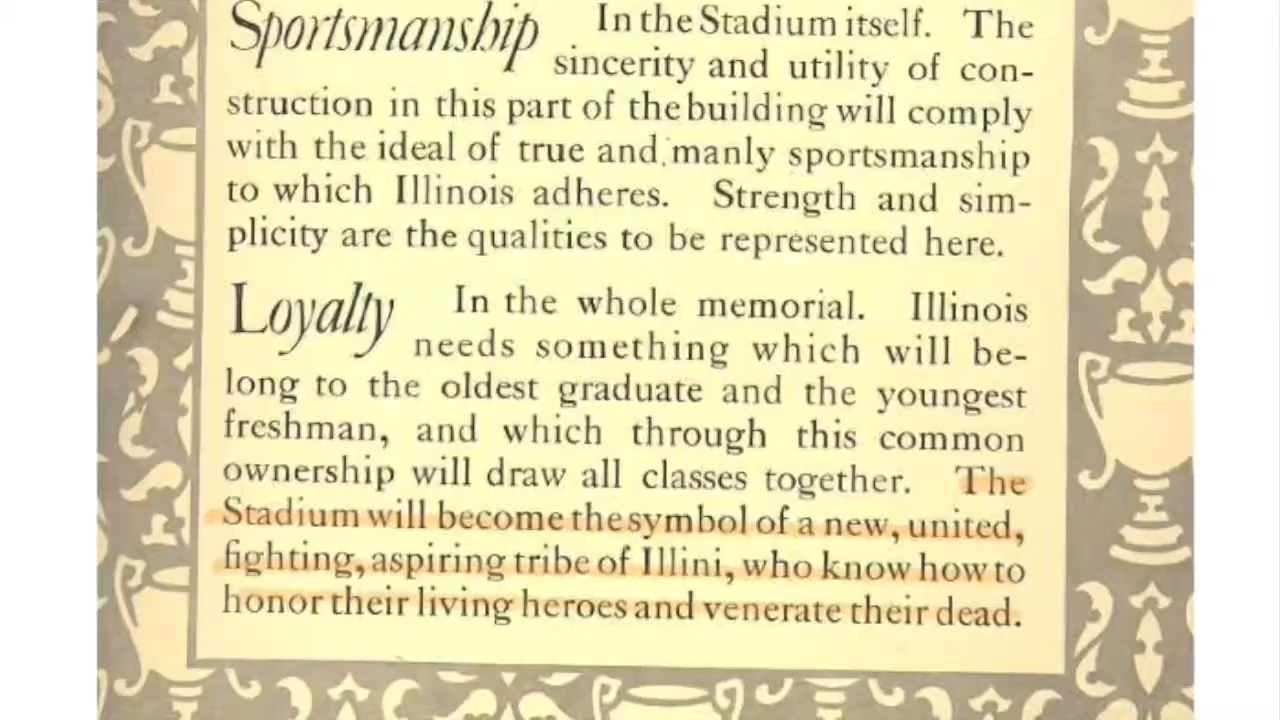 Sportsmanship In the Stadium itself. The
sincerity and utility of con-
struction in this part of the building will comply
with the ideal of true and manly sportsmanship
to which Illinois adheres. Strength and sim-
plicity are the qualities to be represented here.
Loyalty In the whole memorial. Illinois
needs something which will be-
long to the oldest graduate and the youngest
freshman, and which through this common
ownership will draw all classes together. The
Stadium will become the symbol of a new, united,
fighting, aspiring tribe of Illini, who know how to
honor their living heroes and venerate their dead.